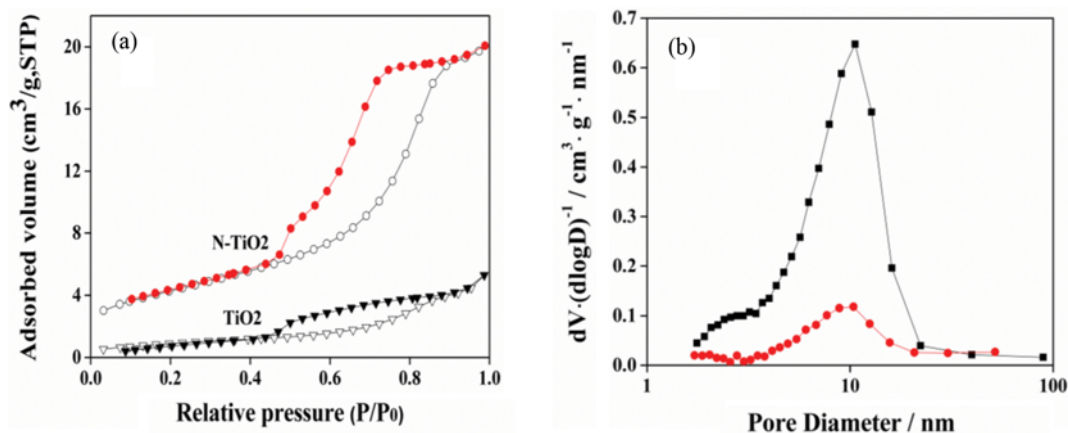 (a)
Adsorbed volume (cm³/g,STP)
20
16
12
8
4
0
N-TiO2
TiO2
0.0 0.2 0.4 0.6 0.8 1.0
Relative pressure (P/P₀)
(b)
dV·(dlogD)⁻¹ / cm³·g⁻¹·nm⁻¹
0.7
0.6
0.5
0.4
0.3
0.2
0.1
0.0
1 10 100
Pore Diameter / nm